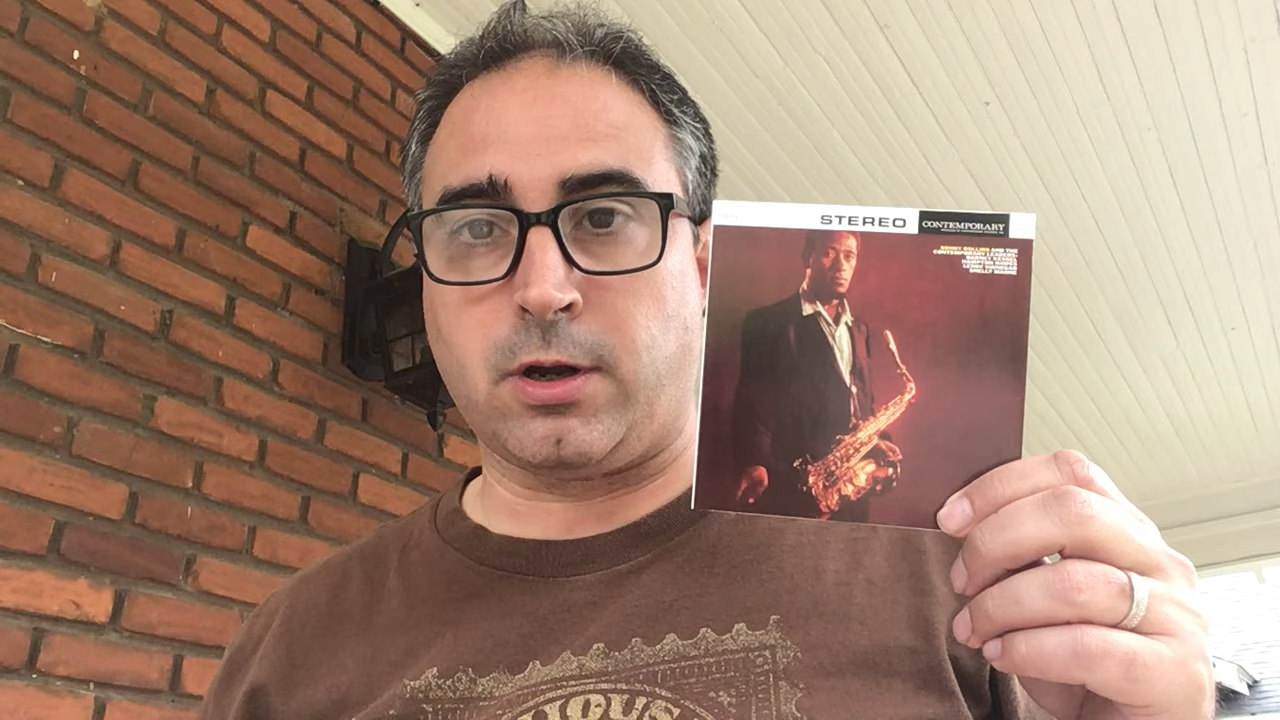 STEREO
CONTEMPORARY
SONNY ROLLINS AND THE
CONTEMPORARY LEADERS:
BARNEY KESSEL
HAMPTON HAWES
LEROY VINNEGAR
SHELLY MANNE